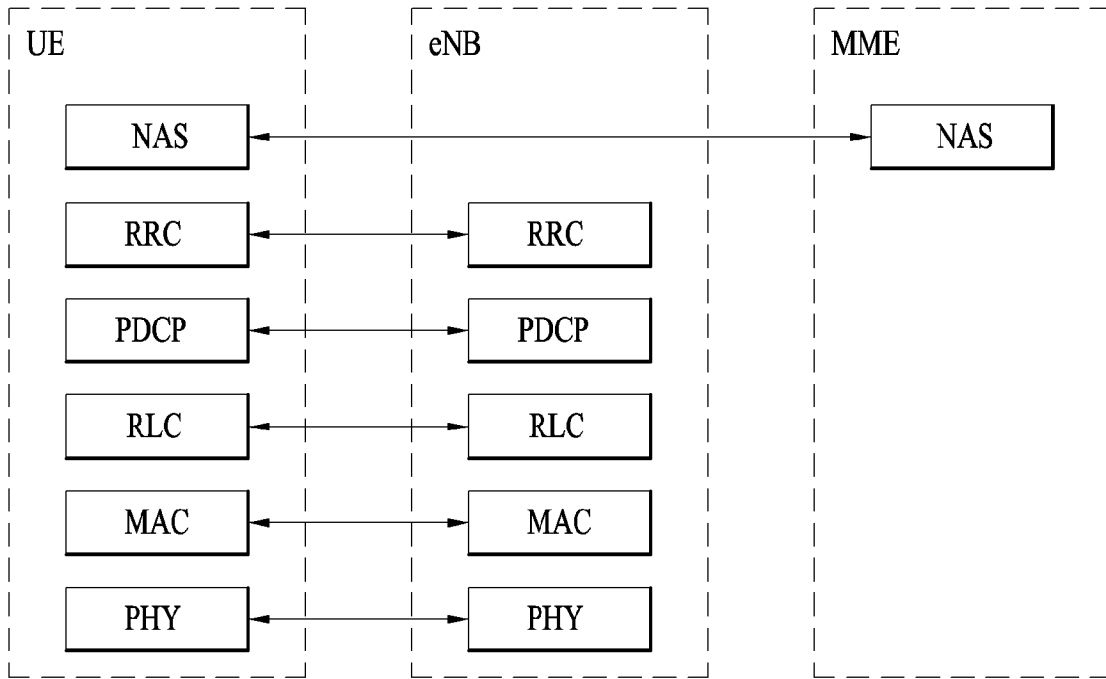 UE eNB MME
NAS NAS
RRC RRC
PDCP PDCP
RLC RLC
MAC MAC
PHY PHY